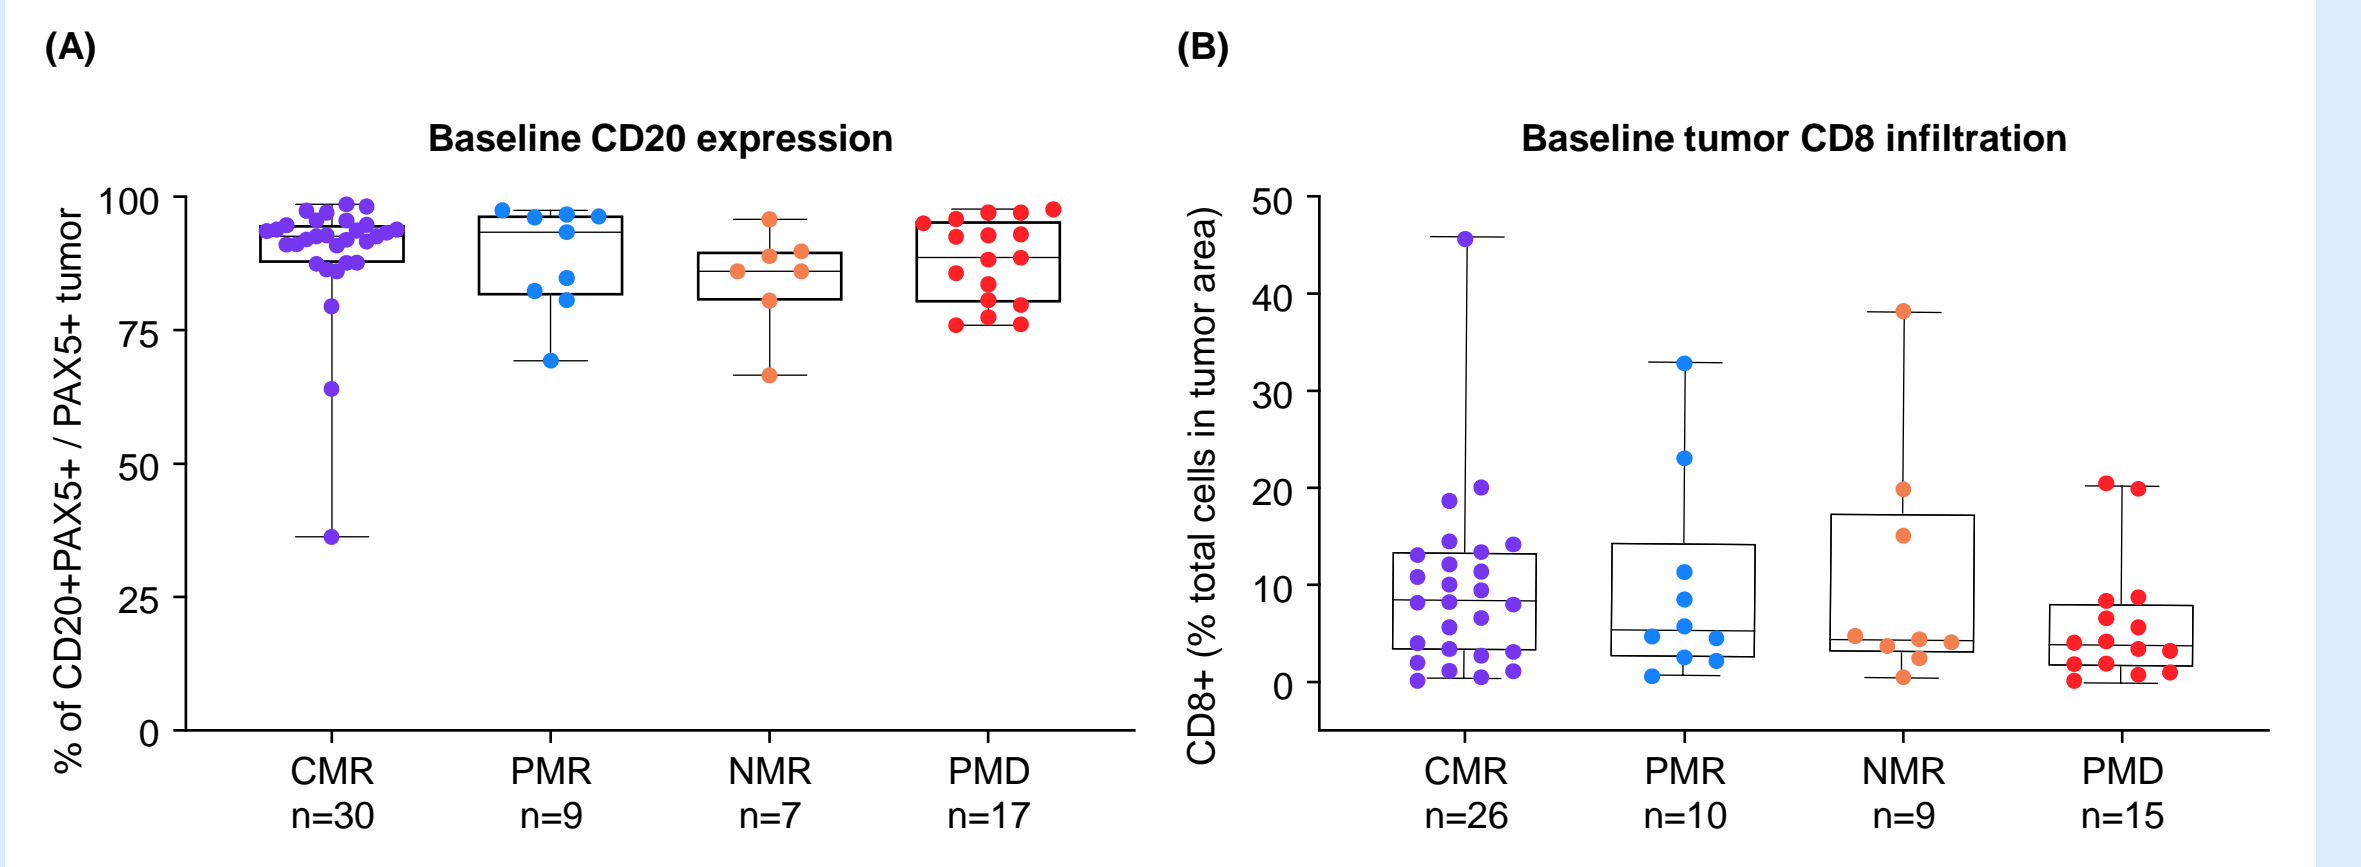 (A)
Baseline CD20 expression
% of CD20+PAX5+ / PAX5+ tumor
100
75
50
25
0
CMR PMR NMR PMD
n=30 n=9 n=7 n=17
(B)
Baseline tumor CD8 infiltration
CD8+ (% total cells in tumor area)
50
40
30
20
10
0
CMR PMR NMR PMD
n=26 n=10 n=9 n=15